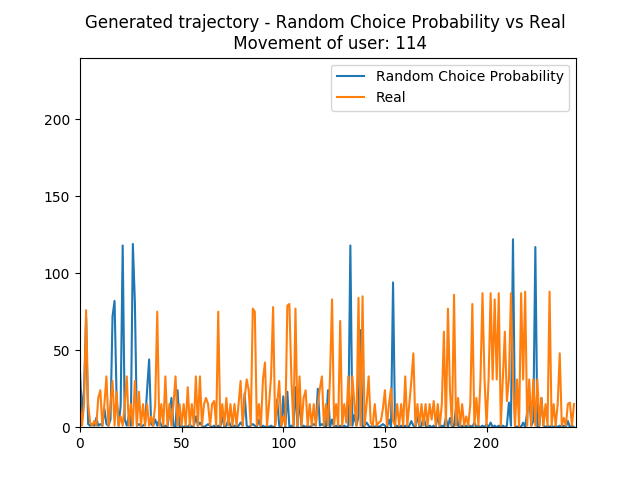 Generated trajectory - Random Choice Probability vs Real
Movement of user: 114
Random Choice Probability
Real
200
150
100
50
0
0 50 100 150 200